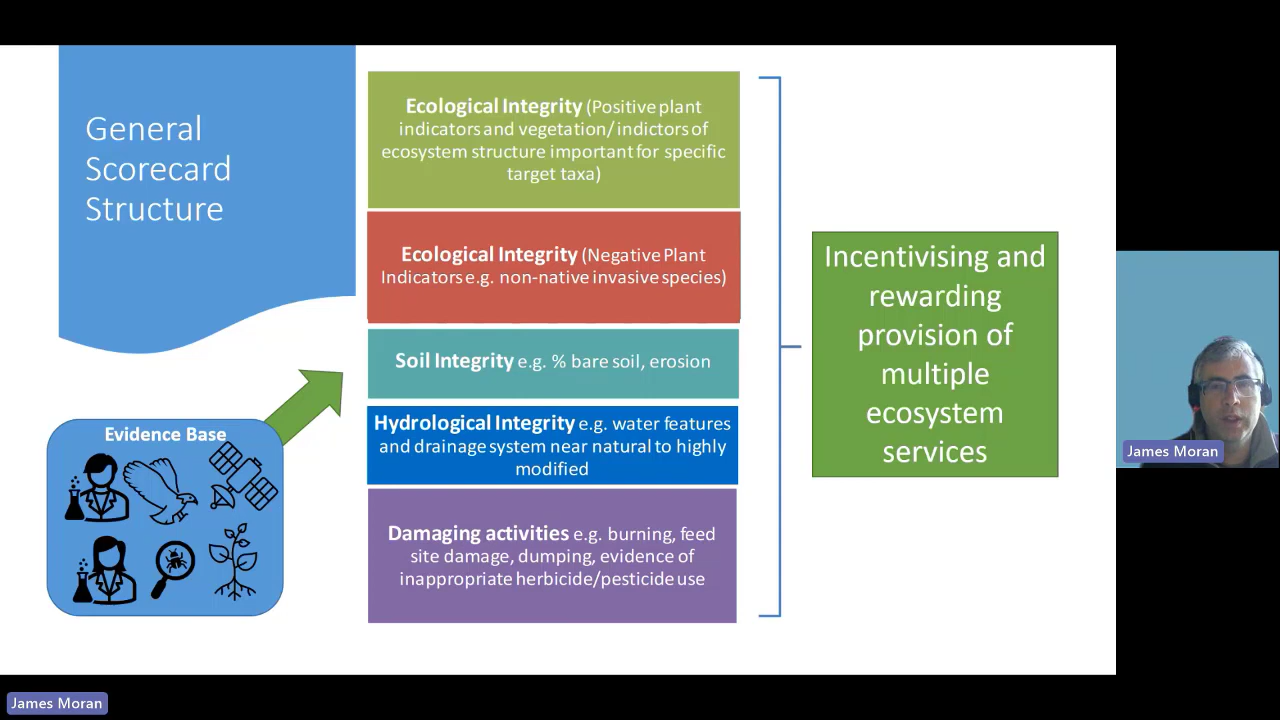 General
Scorecard
Structure
Ecological Integrity (Positive plant
indicators and vegetation/ indictors of
ecosystem structure important for specific
target taxa)
Ecological Integrity (Negative Plant
Indicators e.g. non-native invasive species)
Soil Integrity e.g. % bare soil, erosion
Hydrological Integrity e.g. water features
and drainage system near natural to highly
modified
Damaging activities e.g. burning, feed
site damage, dumping, evidence of
inappropriate herbicide/pesticide use
Evidence Base
Incentivising and
rewarding
provision of
multiple
ecosystem
services
James Moran
James Moran